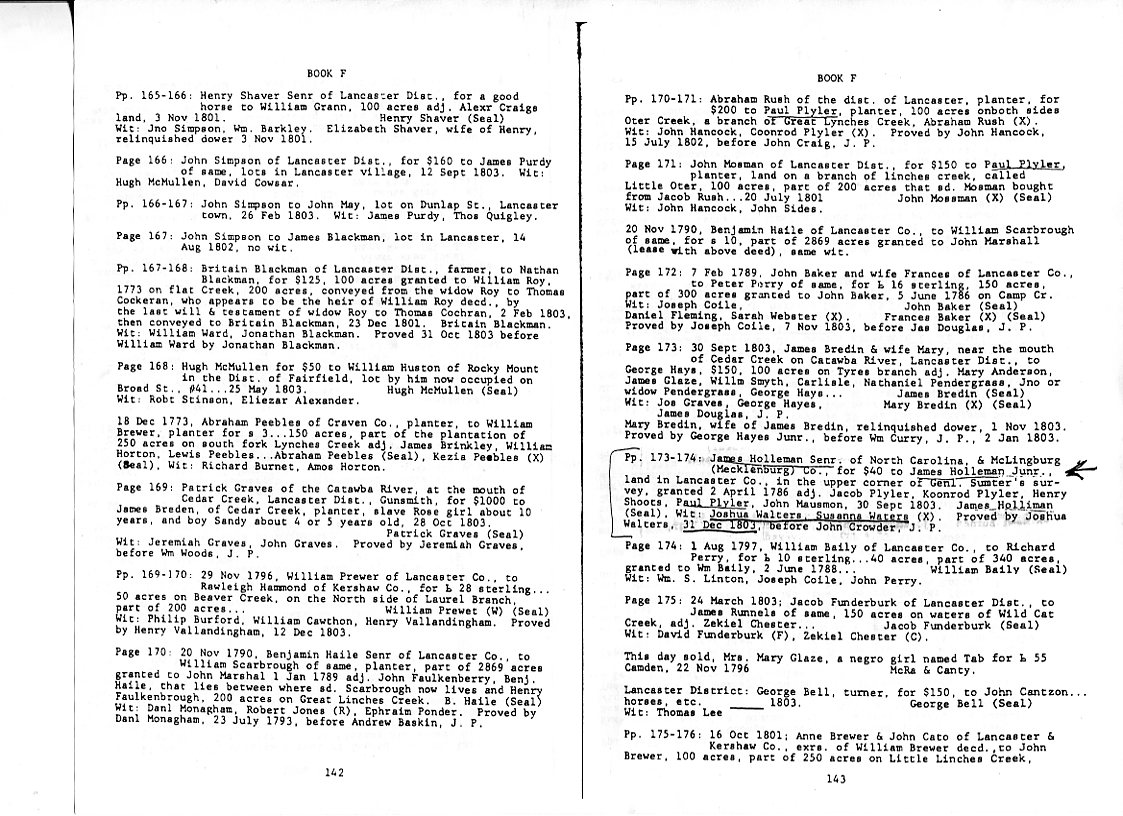 BOOK F
Pp. 165-166: Henry Shaver Senr of Lancaster Dist., for a good
horse to William Grann, 100 acres adj. Alexr Craigs
land, 3 Nov 1801. Henry Shaver (Seal)
Wit: Jno Simpson, Wm. Barkley. Elizabeth Shaver, wife of Henry,
relinquished dower 3 Nov 1801.
Page 166: John Simpson of Lancaster Dist., for $160 to James Purdy
of same, lots in Lancaster village, 12 Sept 1803. Wit:
Hugh McMullen, David Cowsar.
Pp. 166-167: John Simpson to John May, lot on Dunlap St., Lancaster
town, 26 Feb 1803. Wit: James Purdy, Thos Quigley.
Page 167: John Simpson to James Blackman, lot in Lancaster, 14
Aug 1802, no wit.
Pp. 167-168: Britain Blackman of Lancaster Dist., farmer, to Nathan
Blackman, for $125, 100 acres granted to William Roy,
1773 on flat Creek, 200 acres, conveyed from the widow Roy to Thomas
Cockeran, who appears to be the heir of William Roy decd., by
the last will & testament of widow Roy to Thomas Cochran, 2 Feb 1803,
then conveyed to Britain Blackman, 23 Dec 1801. Britain Blackman.
Wit: William Ward, Jonathan Blackman. Proved 31 Oct 1803 before
William Ward by Jonathan Blackman.
Page 168: Hugh McMullen for $50 to William Huston of Rocky Mount
in the Dist. of Fairfield, lot by him now occupied on
Broad St., #41...25 May 1803. Hugh McMullen (Seal)
Wit: Robt Stinson, Eliezar Alexander.
18 Dec 1773, Abraham Peebles of Craven Co., planter, to William
Brewer, planter for s 3...150 acres, part of the plantation of
250 acres on south fork Lynches Creek adj. James Brinkley, William
Horton, Lewis Peebles...Abraham Peebles (Seal), Kezia Peebles (X)
(Seal), Wit: Richard Burnet, Amos Horton.
Page 169: Patrick Graves of the Catawba River, at the mouth of
Cedar Creek, Lancaster Dist., Gunsmith, for $1000 to
James Breden, of Cedar Creek, planter, slave Rose girl about 10
years, and boy Sandy about 4 or 5 years old, 28 Oct 1803.
Patrick Graves (Seal)
Wit: Jeremiah Graves, John Graves. Proved by Jeremiah Graves,
before Wm Woods, J. P.
Pp. 169-170: 29 Nov 1796, William Prewer of Lancaster Co., to
Rawleigh Hammond of Kershaw Co., for ₤ 28 sterling...
50 acres on Beaver Creek, on the North side of Laurel Branch,
part of 200 acres... William Prewet (W) (Seal)
Wit: Philip Burford, William Cawthon, Henry Vallandingham. Proved
by Henry Vallandingham, 12 Dec 1803.
Page 170: 20 Nov 1790, Benjamin Haile Senr of Lancaster Co., to
William Scarbrough of same, planter, part of 2869 acres
granted to John Marshal 1 Jan 1789 adj. John Faulkenberry, Benj.
Haile, that lies between where sd. Scarbrough now lives and Henry
Faulkenbrough, 200 acres on Great Linches Creek. B. Haile (Seal)
Wit: Danl Monagham, Robert Jones (R), Ephraim Ponder. Proved by
Danl Monagham, 23 July 1793, before Andrew Baskin, J. P.
142
BOOK F
Pp. 170-171: Abraham Rush of the dist. of Lancaster, planter, for
$200 to Paul Plyler, planter, 100 acres onboth sides
Oter Creek, a branch of Great Lynches Creek, Abraham Rush (X).
Wit: John Hancock, Coonrod Plyler (X). Proved by John Hancock,
15 July 1802, before John Craig, J. P.
Page 171: John Mosman of Lancaster Dist., for $150 to Paul Plyler,
planter, land on a branch of linches creek, called
Little Oter, 100 acres, part of 200 acres that sd. Mosman bought
from Jacob Rush...20 July 1801 John Mossman (X) (Seal)
Wit: John Hancock, John Sides.
20 Nov 1790, Benjamin Haile of Lancaster Co., to William Scarbrough
of same, for s 10, part of 2869 acres granted to John Marshall
(lease with above deed), same wit.
Page 172: 7 Feb 1789, John Baker and wife Frances of Lancaster Co.,
to Peter Perry of same, for ₤ 16 sterling, 150 acres,
part of 300 acres granted to John Baker, 5 June 1786 on Camp Cr.
Wit: Joseph Coile, John Baker (Seal)
Daniel Fleming, Sarah Webster (X). Frances Baker (X) (Seal)
Proved by Joseph Coile, 7 Nov 1803, before Jas Douglas, J. P.
Page 173: 30 Sept 1803, James Bredin & wife Mary, near the mouth
of Cedar Creek on Catawba River, Lancaster Dist., to
George Hays, $150, 100 acres on Tyres branch adj. Mary Anderson,
James Glaze, Willm Smyth, Carlisle, Nathaniel Pendergrass, Jno or
widow Pendergrass, George Hays... James Bredin (Seal)
Wit: Jos Graves, George Hayes, Mary Bredin (X) (Seal)
James Douglas, J. P.
Mary Bredin, wife of James Bredin, relinquished dower, 1 Nov 1803.
Proved by George Hayes Junr., before Wm Curry, J. P., 2 Jan 1803.
Pp. 173-174: James Holleman Senr. of North Carolina, & McLingburg
(Mecklenburg) Co., for $40 to James Holleman Junr.,
land in Lancaster Co., in the upper corner of Genl. Sumter's sur-
vey, granted 2 April 1786 adj. Jacob Plyler, Koonrod Plyler, Henry
Shoots, Paul Plyler, John Mausmon, 30 Sept 1803. James Holliman
(Seal). Wit: Joshua Walters, Susanna Waters (X). Proved by Joshua
Walters, 31 Dec 1803, before John Crowder, J. P.
Page 174: 1 Aug 1797, William Baily of Lancaster Co., to Richard
Perry, for ₤ 10 sterling...40 acres, part of 340 acres,
granted to Wm Baily, 2 June 1788... William Baily (Seal)
Wit: Wm. S. Linton, Joseph Coile, John Perry.
Page 175: 24 March 1803; Jacob Funderburk of Lancaster Dist., to
James Runnels of same, 150 acres on waters of Wild Cat
Creek, adj. Zekiel Chester... Jacob Funderburk (Seal)
Wit: David Funderburk (F), Zekiel Chester (C).
This day sold, Mrs. Mary Glaze, a negro girl named Tab for ₤ 55
Camden, 22 Nov 1796 McRa & Canty.
Lancaster District: George Bell, turner, for $150, to John Cantzon...
horses, etc. ____ 1803. George Bell (Seal)
Wit: Thomas Lee
Pp. 175-176: 16 Oct 1801; Anne Brewer & John Cato of Lancaster &
Kershaw Co., exrs. of William Brewer decd., to John
Brewer, 100 acres, part of 250 acres on Little Linches Creek,
143